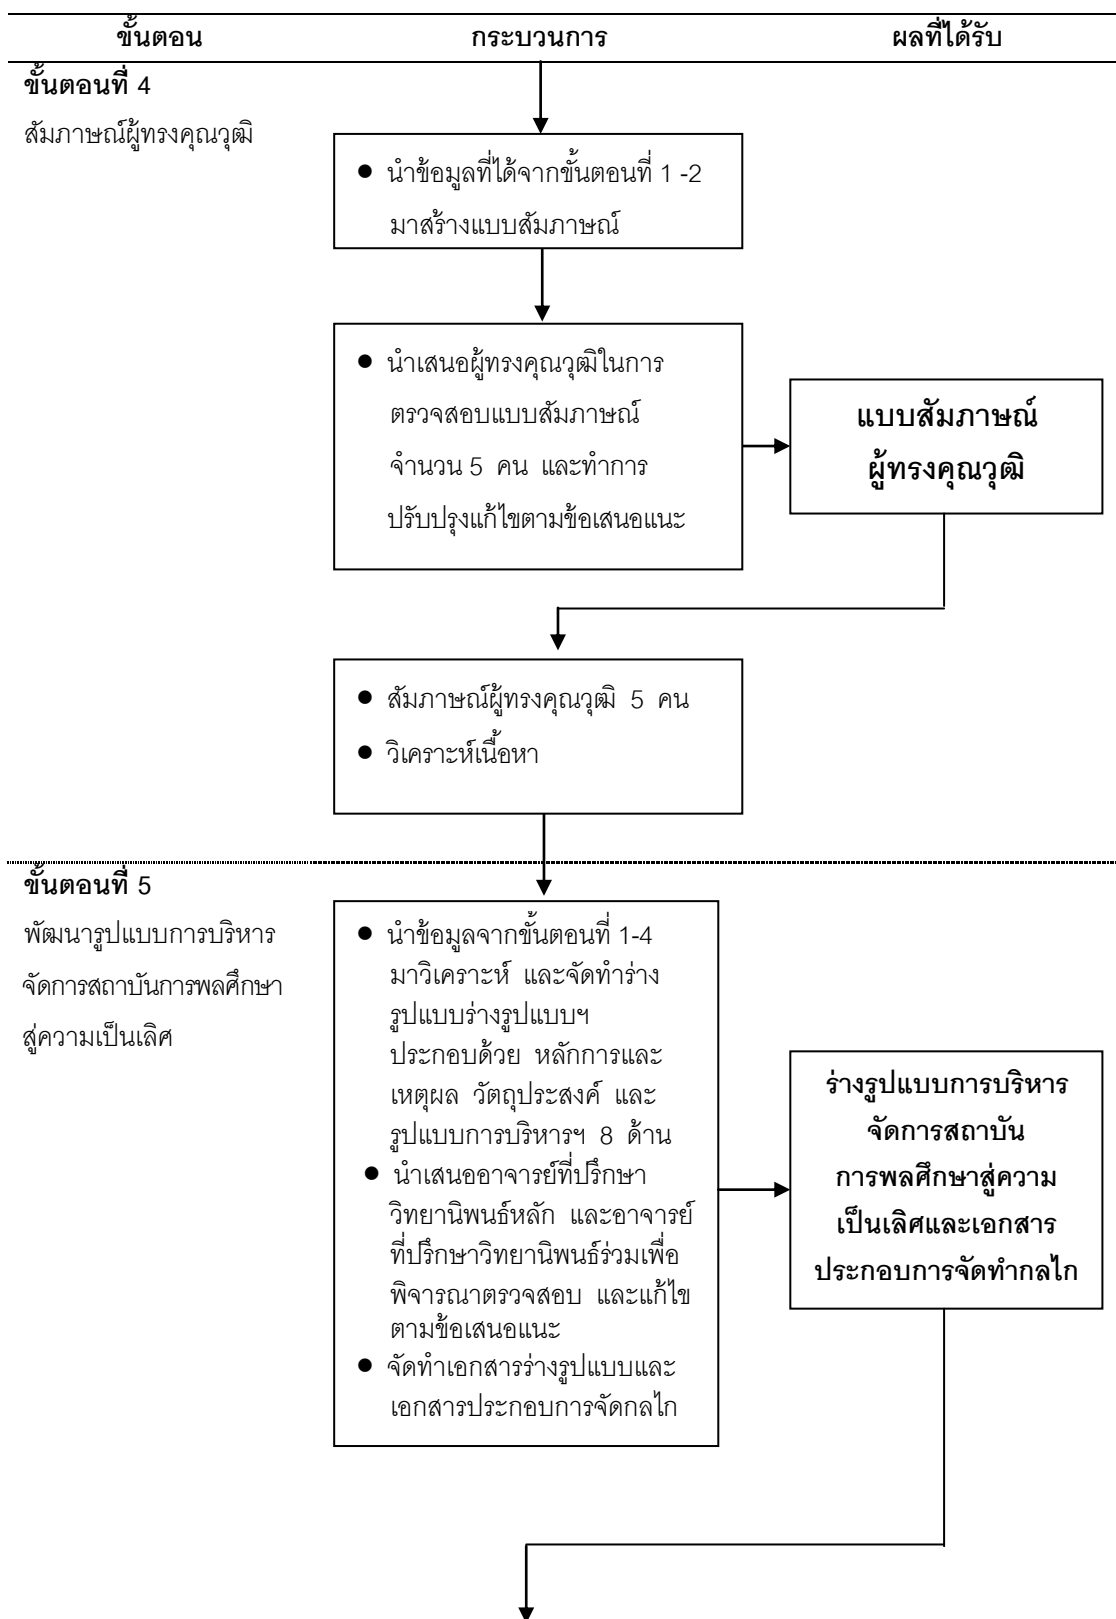 ขั้นตอน กระบวนการ ผลที่ได้รับ
ขั้นตอนที่ 4
สัมภาษณ์ผู้ทรงคุณวุฒิ
● นำข้อมูลที่ได้จากขั้นตอนที่ 1 -2
มาสร้างแบบสัมภาษณ์
● นำเสนอผู้ทรงคุณวุฒิในการ
ตรวจสอบแบบสัมภาษณ์
จำนวน 5 คน และทำการ
ปรับปรุงแก้ไขตามข้อเสนอแนะ
แบบสัมภาษณ์
ผู้ทรงคุณวุฒิ
● สัมภาษณ์ผู้ทรงคุณวุฒิ 5 คน
● วิเคราะห์เนื้อหา
ขั้นตอนที่ 5
พัฒนารูปแบบการบริหาร
จัดการสถาบันการพลศึกษา
สู่ความเป็นเลิศ
● นำข้อมูลจากขั้นตอนที่ 1-4
มาวิเคราะห์ และจัดทำร่าง
รูปแบบร่างรูปแบบฯ
ประกอบด้วย หลักการและ
เหตุผล วัตถุประสงค์ และ
รูปแบบการบริหารฯ 8 ด้าน
● นำเสนออาจารย์ที่ปรึกษา
วิทยานิพนธ์หลัก และอาจารย์
ที่ปรึกษาวิทยานิพนธ์ร่วมเพื่อ
พิจารณาตรวจสอบ และแก้ไข
ตามข้อเสนอแนะ
● จัดทำเอกสารร่างรูปแบบและ
เอกสารประกอบการจัดกลไก
ร่างรูปแบบการบริหาร
จัดการสถาบัน
การพลศึกษาสู่ความ
เป็นเลิศและเอกสาร
ประกอบการจัดทำกลไก